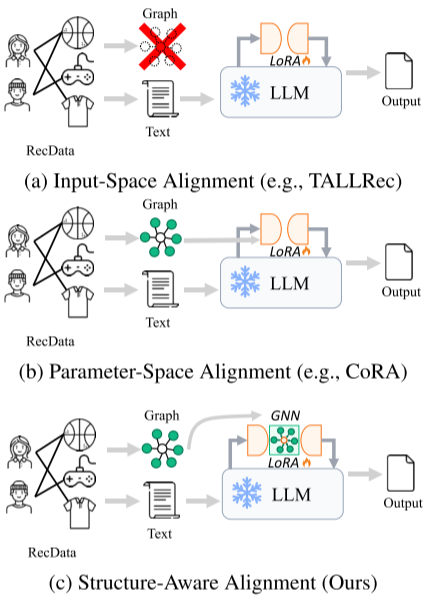 Graph
LoRA
LLM
Text
Output
RecData
(a) Input-Space Alignment (e.g., TALLRec)
Graph
LoRA
LLM
Text
Output
RecData
(b) Parameter-Space Alignment (e.g., CoRA)
Graph
GNN
LoRA
LLM
Text
Output
RecData
(c) Structure-Aware Alignment (Ours)